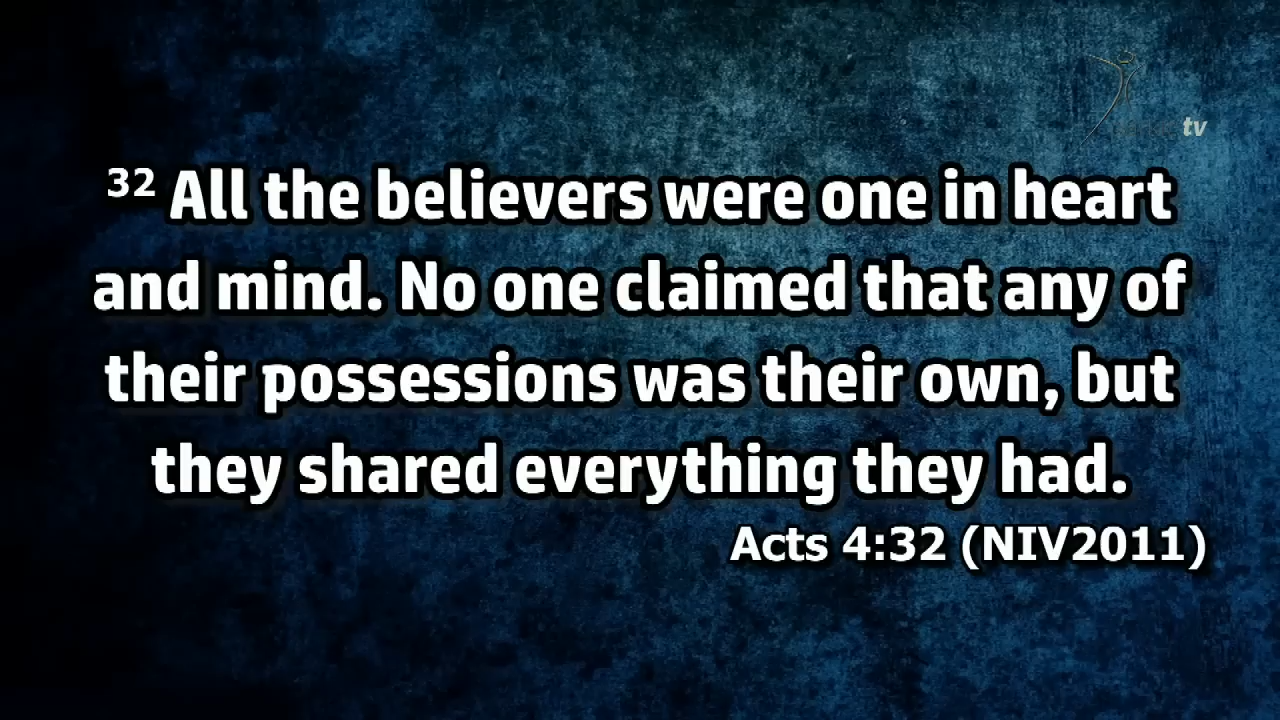 tv
32 All the believers were one in heart
and mind. No one claimed that any of
their possessions was their own, but
they shared everything they had.
Acts 4:32 (NIV2011)